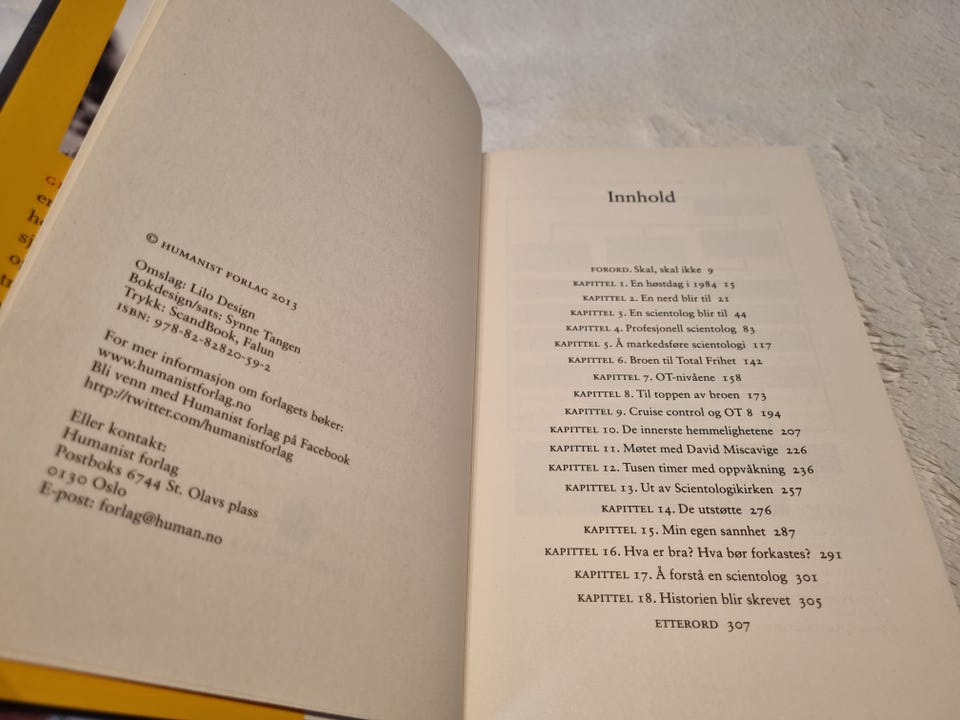 © HUMANIST FORLAG 2013
Omslag: Lilo Design
Bokdesign/sats: Synne Tangen
Trykk: ScandBook, Falun
ISBN: 978-82-82820-59-2
For mer informasjon om forlagets bøker:
www.humanistforlag.no
Bli venn med Humanist forlag på Facebook
http://twitter.com/humanistforlag
Eller kontakt:
Humanist forlag
Postboks 6744 St. Olavs plass
0130 Oslo
E-post: forlag@human.no
Innhold
FORORD. Skal, skal ikke 9
KAPITTEL 1. En høstdag i 1984 15
KAPITTEL 2. En nerd blir til 21
KAPITTEL 3. En scientolog blir til 44
KAPITTEL 4. Profesjonell scientolog 83
KAPITTEL 5. Å markedsføre scientologi 117
KAPITTEL 6. Broen til Total Frihet 142
KAPITTEL 7. OT-nivåene 158
KAPITTEL 8. Til toppen av broen 173
KAPITTEL 9. Cruise control og OT 8 194
KAPITTEL 10. De innerste hemmelighetene 207
KAPITTEL 11. Møtet med David Miscavige 226
KAPITTEL 12. Tusen timer med oppvåkning 236
KAPITTEL 13. Ut av Scientologikirken 257
KAPITTEL 14. De utstøtte 276
KAPITTEL 15. Min egen sannhet 287
KAPITTEL 16. Hva er bra? Hva bør forkastes? 291
KAPITTEL 17. Å forstå en scientolog 301
KAPITTEL 18. Historien blir skrevet 305
ETTERORD 307